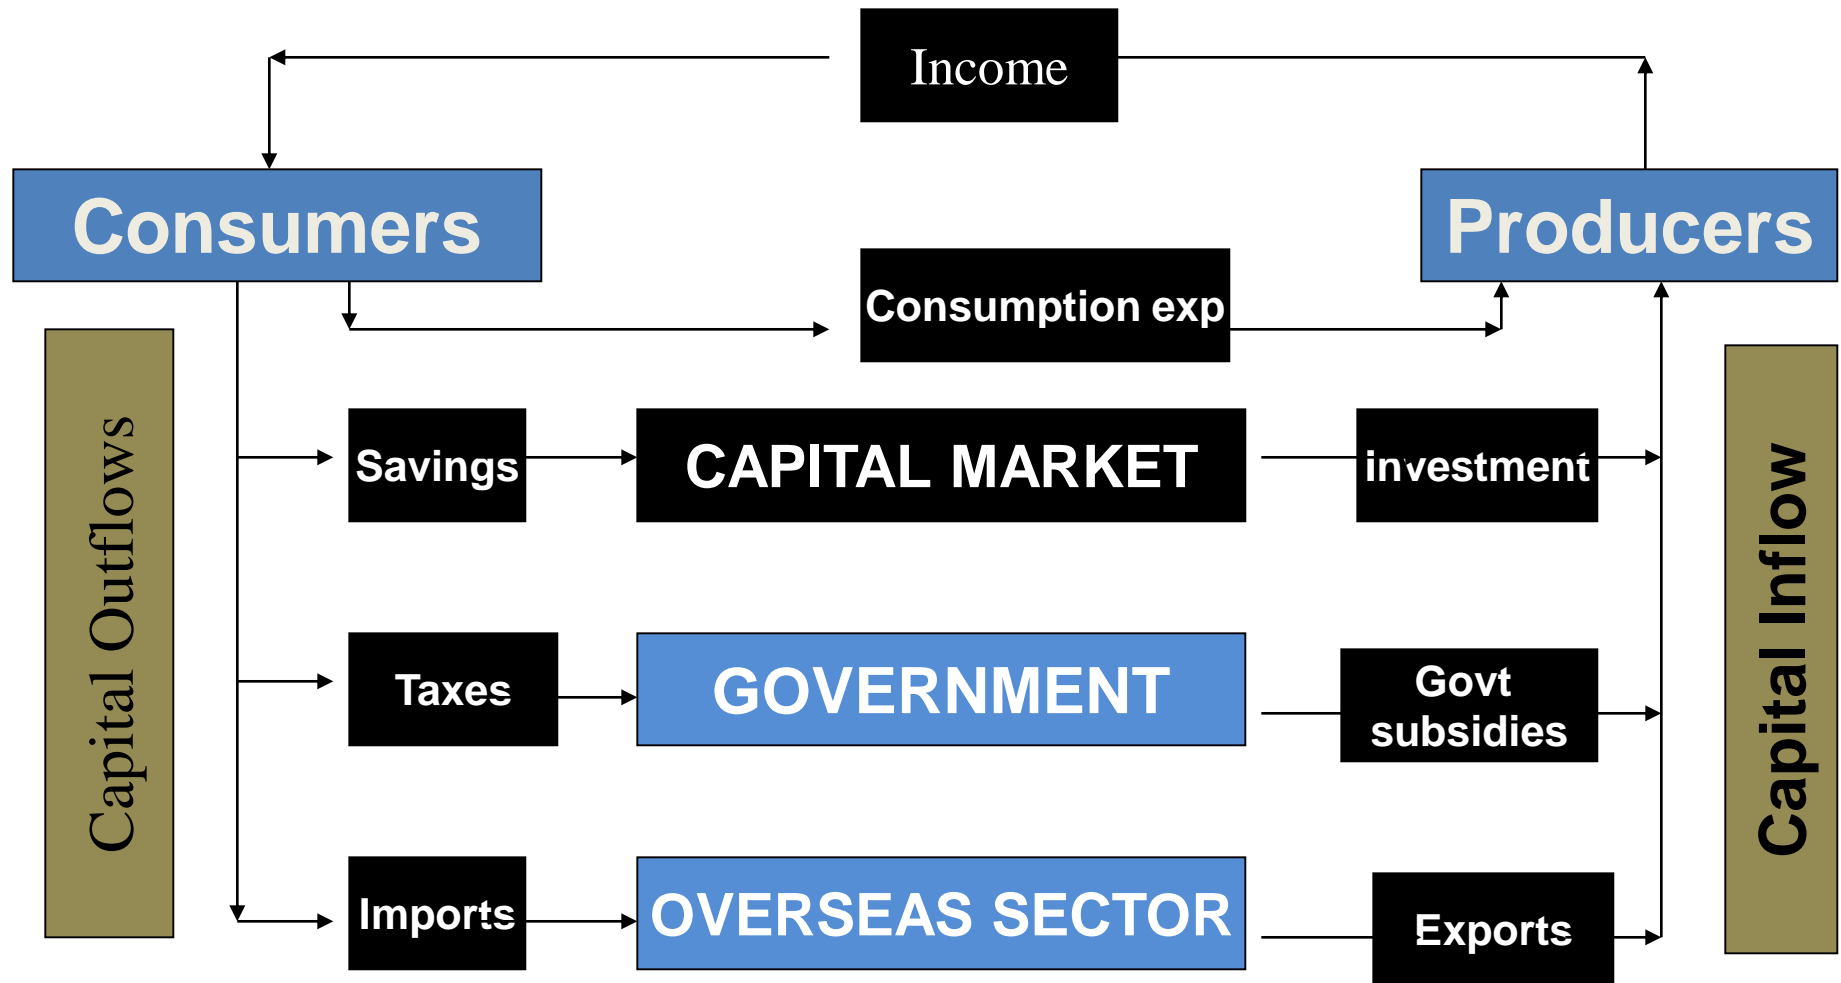 Income
Consumers
Producers
Consumption exp
Capital Outflows
Savings
CAPITAL MARKET
investment
Capital Inflow
Taxes
GOVERNMENT
Govt
subsidies
Imports
OVERSEAS SECTOR
Exports